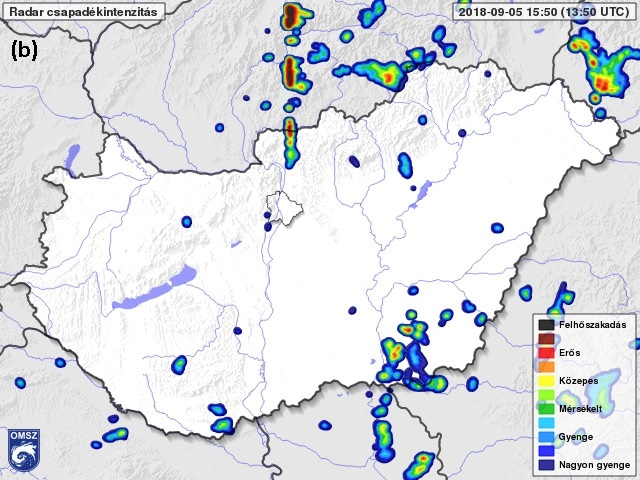 Radar csapadékintenzitás
2018-09-05 15:50 (13:50 UTC)
(b)
Felhőszakadás
Erős
Közepes
Mérsékelt
Gyenge
Nagyon gyenge
OMSZ